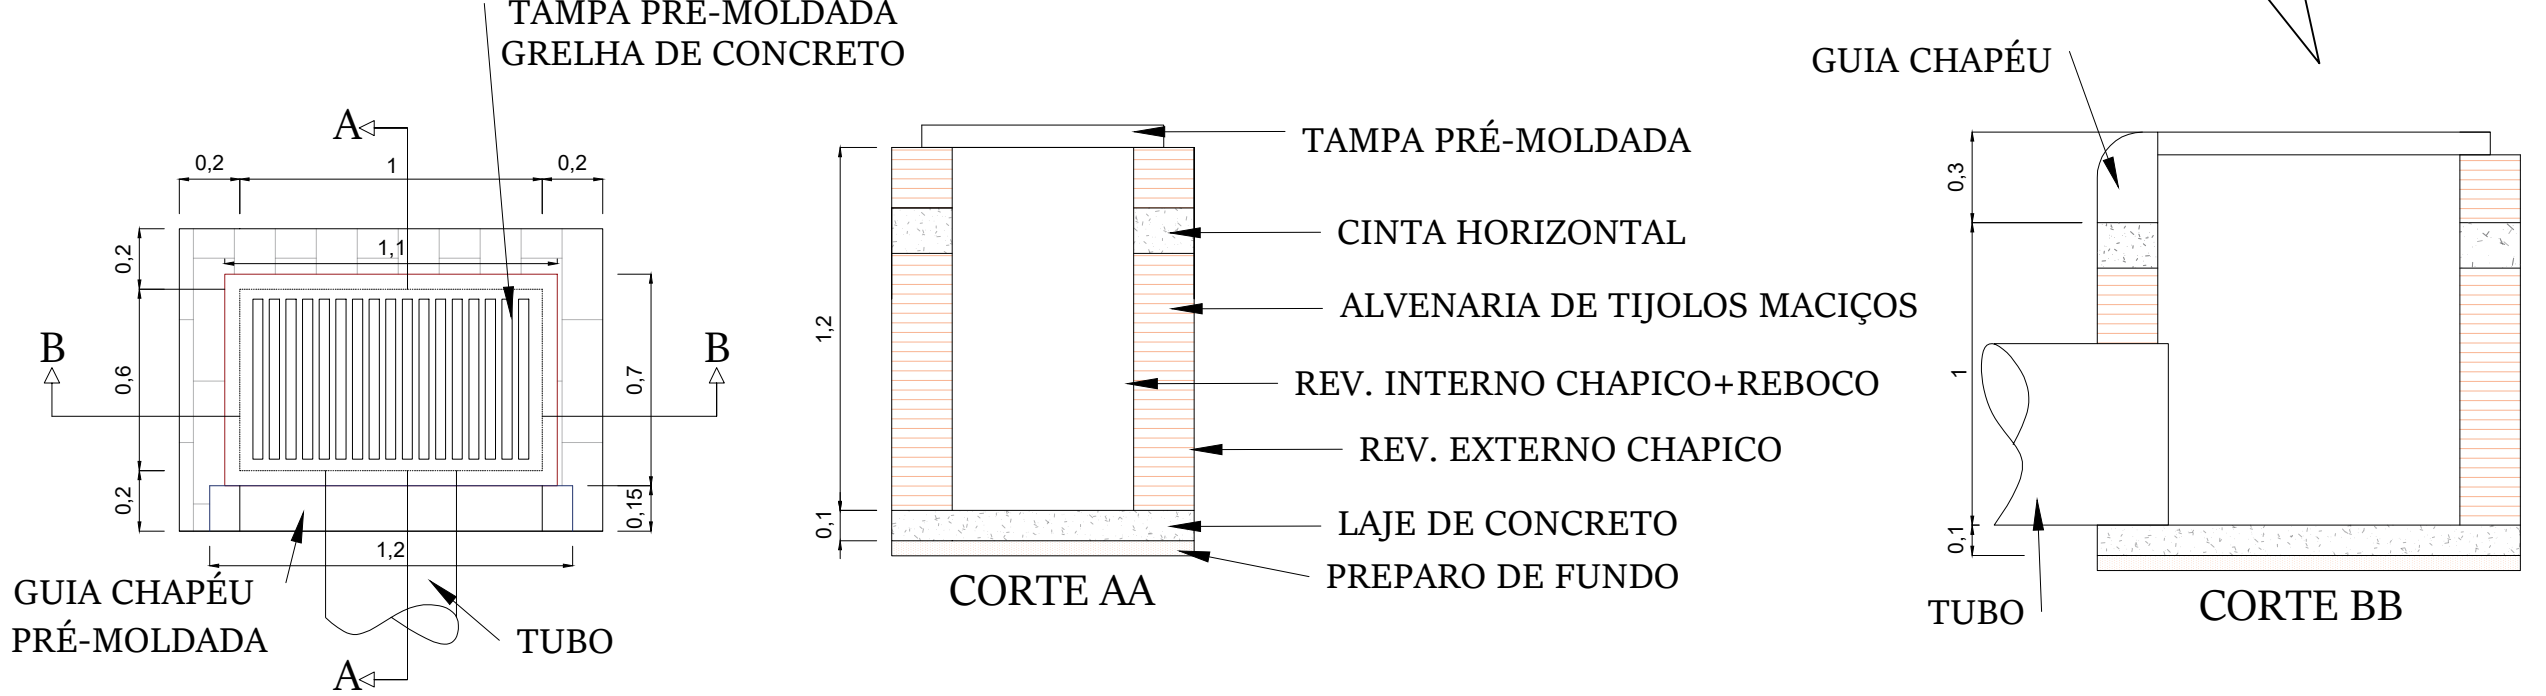 TAMPA PRÉ-MOLDADA
GRELHA DE CONCRETO
A
0,2
1
0,2
1,1
0,2
0,6
0,2
0,7
0,15
1,2
B
B
GUIA CHAPÉU
PRÉ-MOLDADA
TUBO
A
1,2
0,1
TAMPA PRÉ-MOLDADA
CINTA HORIZONTAL
ALVENARIA DE TIJOLOS MACIÇOS
REV. INTERNO CHAPICO+REBOCO
REV. EXTERNO CHAPICO
LAJE DE CONCRETO
PREPARO DE FUNDO
CORTE AA
GUIA CHAPÉU
0,3
1
0,1
TUBO
CORTE BB